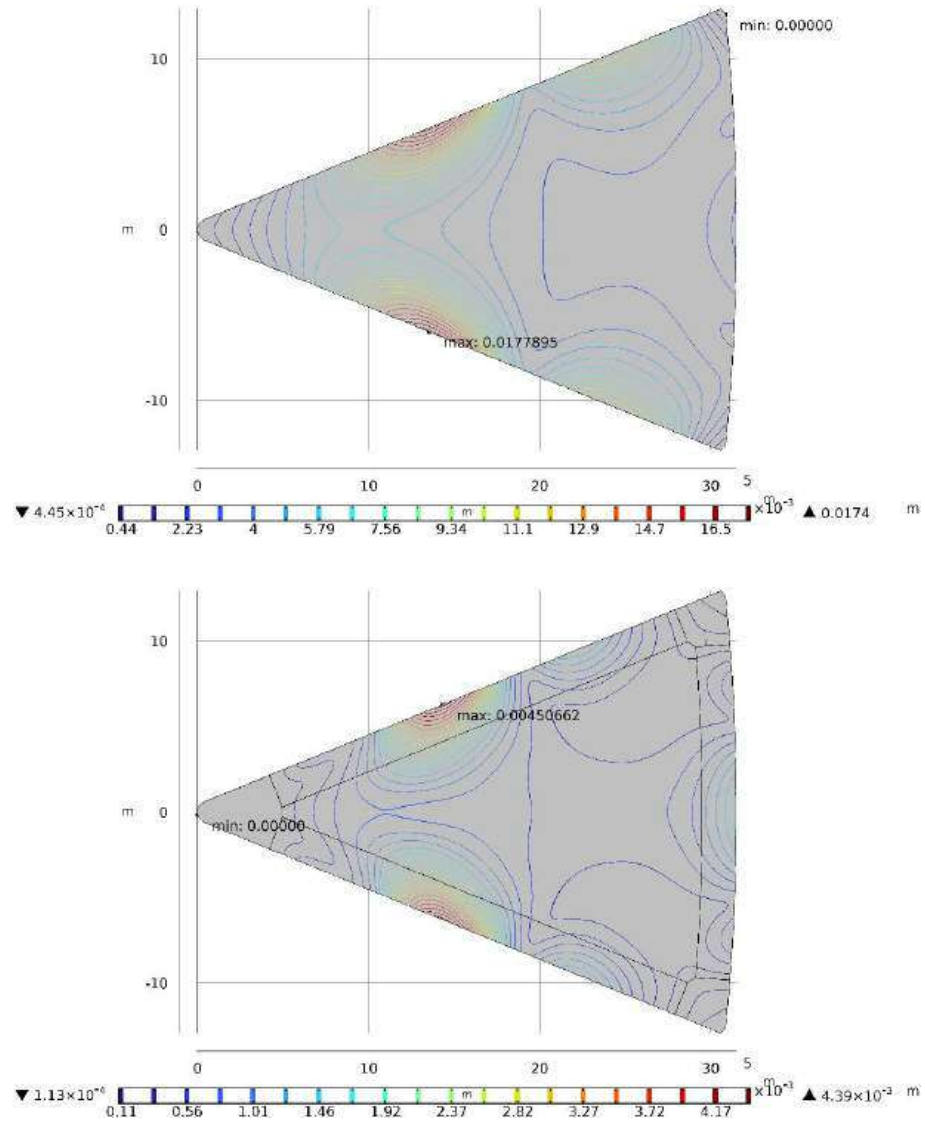 min: 0.00000
10
m 0
max: 0.0177895
-10
0 10 20 30 5
m
▼ 4.45×10⁻⁴ m ×10⁻³ ▲ 0.0174 m
0.44 2.23 4 5.79 7.56 9.34 11.1 12.9 14.7 16.5
10
max: 0.00450662
m 0
min: 0.00000
-10
0 10 20 30 5
m
▼ 1.13×10⁻⁴ m ×10⁻³ ▲ 4.39×10⁻³ m
0.11 0.56 1.01 1.46 1.92 2.37 2.82 3.27 3.72 4.17